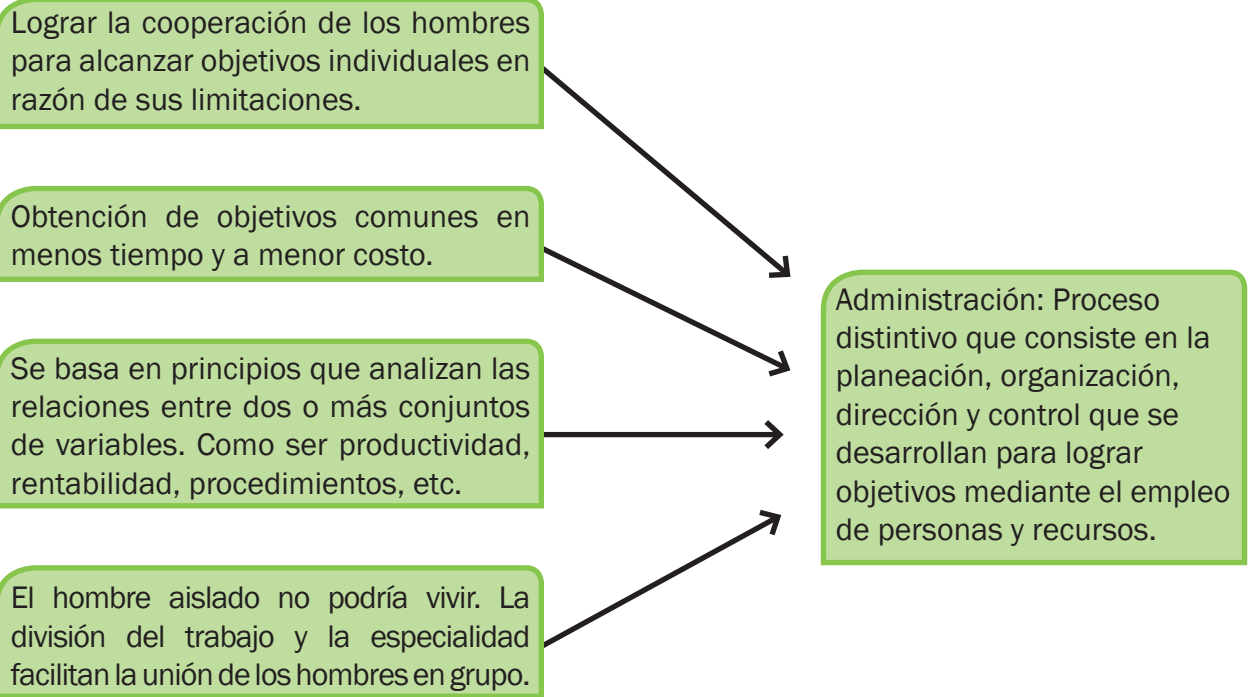 Lograr la cooperación de los hombres
para alcanzar objetivos individuales en
razón de sus limitaciones.
Obtención de objetivos comunes en
menos tiempo y a menor costo.
Se basa en principios que analizan las
relaciones entre dos o más conjuntos
de variables. Como ser productividad,
rentabilidad, procedimientos, etc.
El hombre aislado no podría vivir. La
división del trabajo y la especialidad
facilitan la unión de los hombres en grupo.
Administración: Proceso
distintivo que consiste en la
planeación, organización,
dirección y control que se
desarrollan para lograr
objetivos mediante el empleo
de personas y recursos.